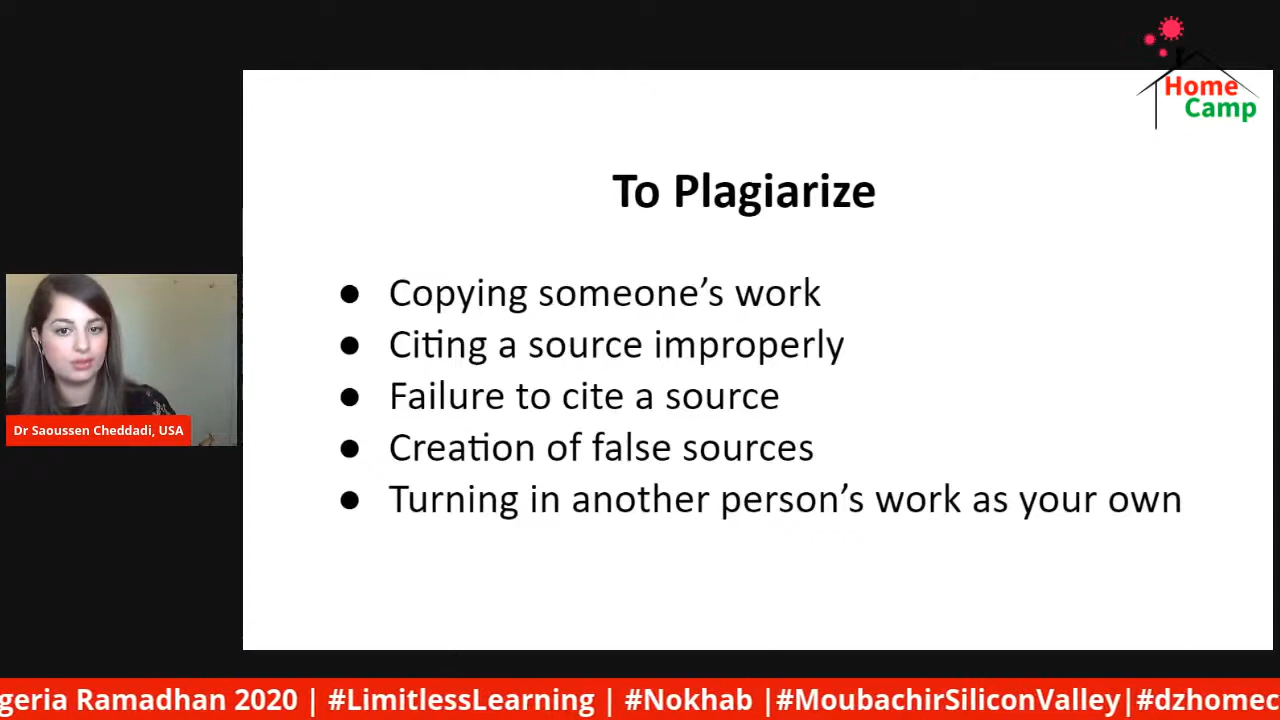 Home
Camp
To Plagiarize
● Copying someone’s work
● Citing a source improperly
● Failure to cite a source
● Creation of false sources
● Turning in another person’s work as your own
Dr Saoussen Cheddadi, USA
geria Ramadhan 2020 | #LimitlessLearning | #Nokhab |#MoubachirSiliconValley|#dzhomec